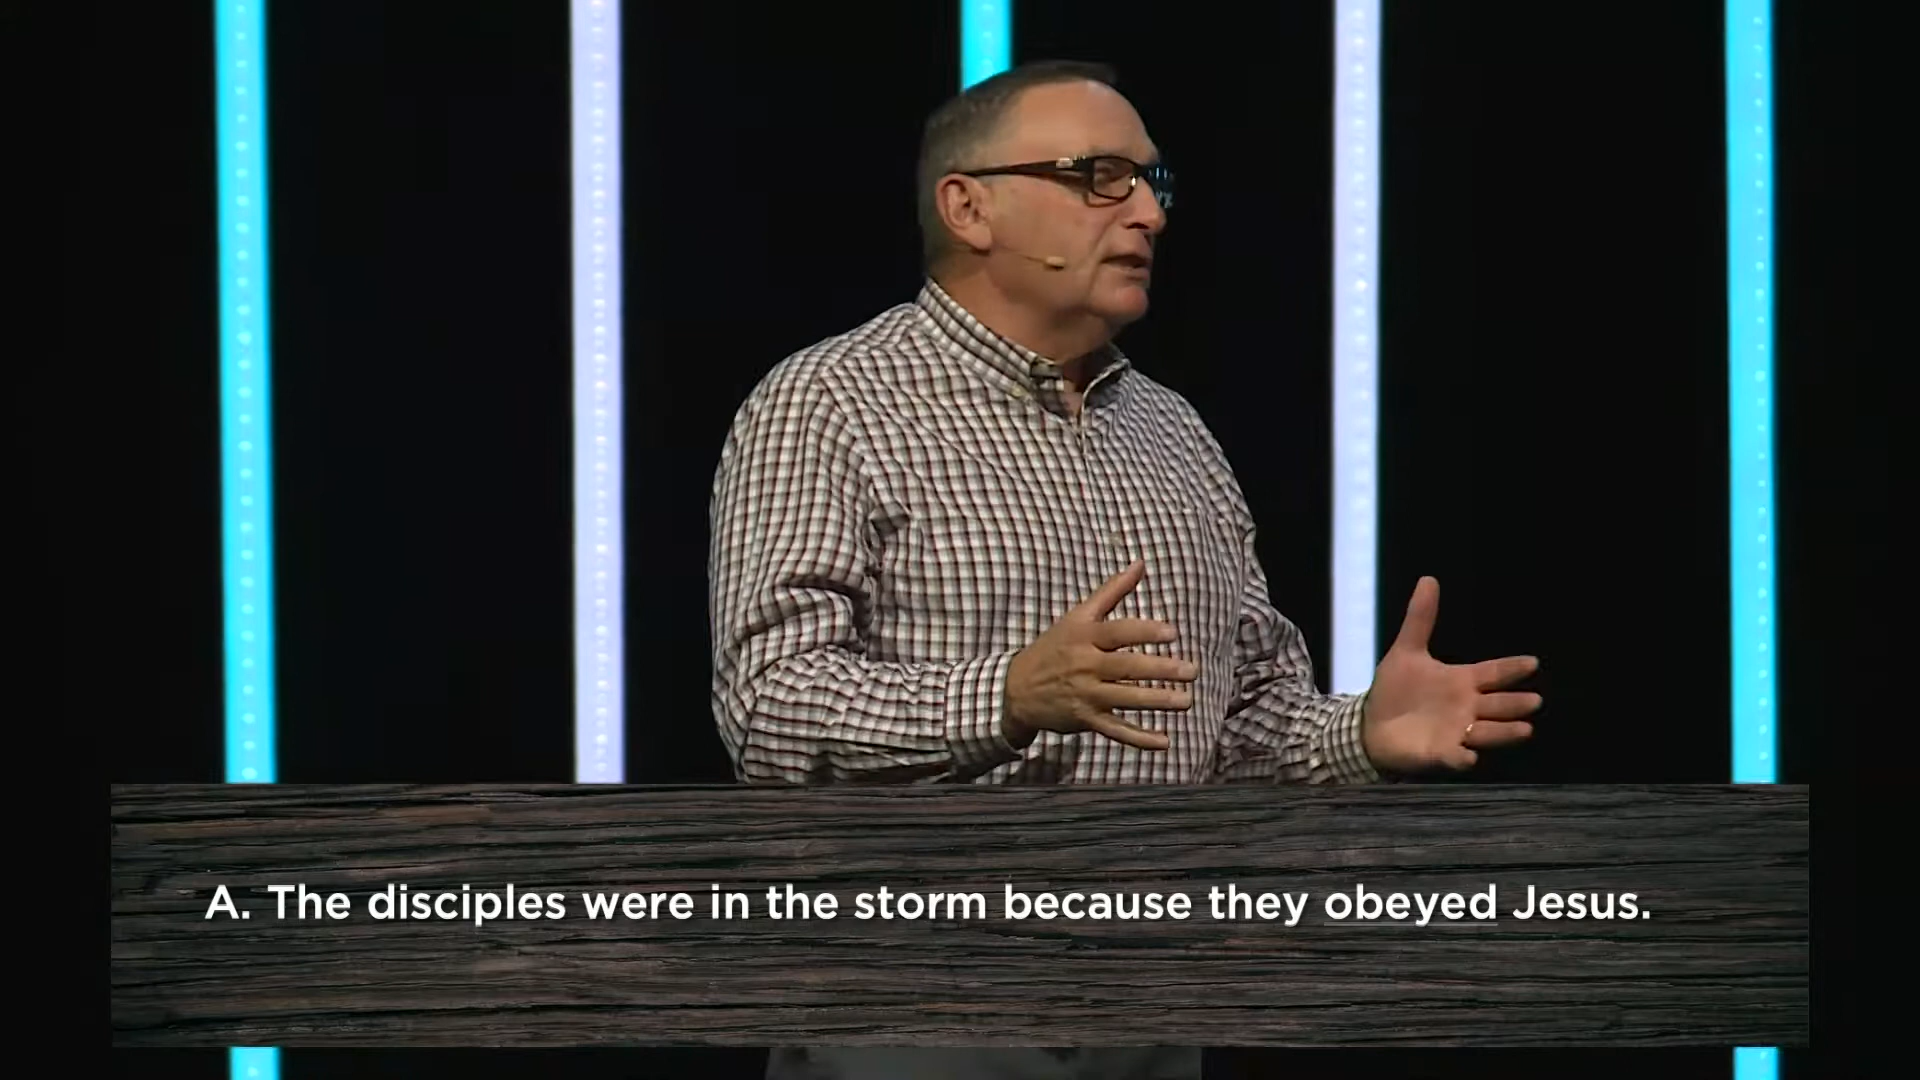 A. The disciples were in the storm because they obeyed Jesus.